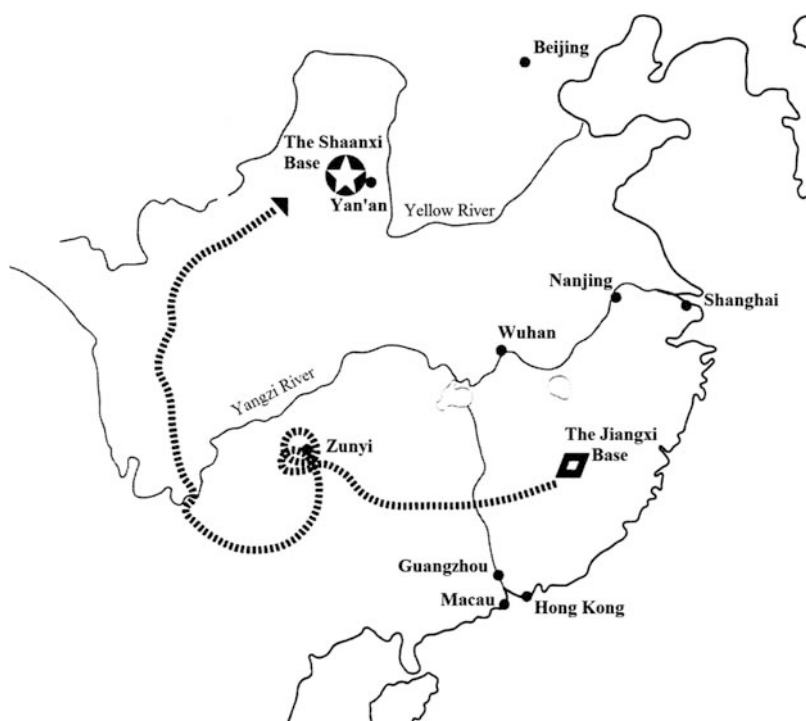 Beijing
The Shaanxi
Base
Yan'an
Yellow River
Nanjing
Shanghai
Wuhan
Yangzi River
Zunyi
The Jiangxi
Base
Guangzhou
Macau
Hong Kong